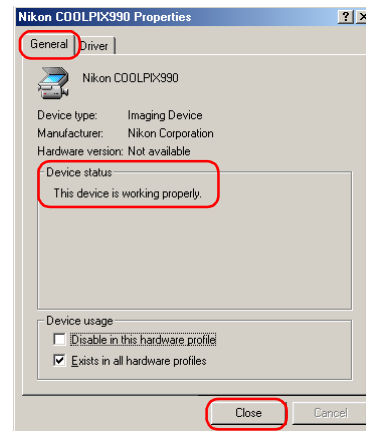 Nikon COOLPIX990 Properties ? ×
General Driver
Nikon COOLPIX990
Device type: Imaging Device
Manufacturer: Nikon Corporation
Hardware version: Not available
Device status
This device is working properly.
Device usage
Disable in this hardware profile
Exists in all hardware profiles
Close Cancel